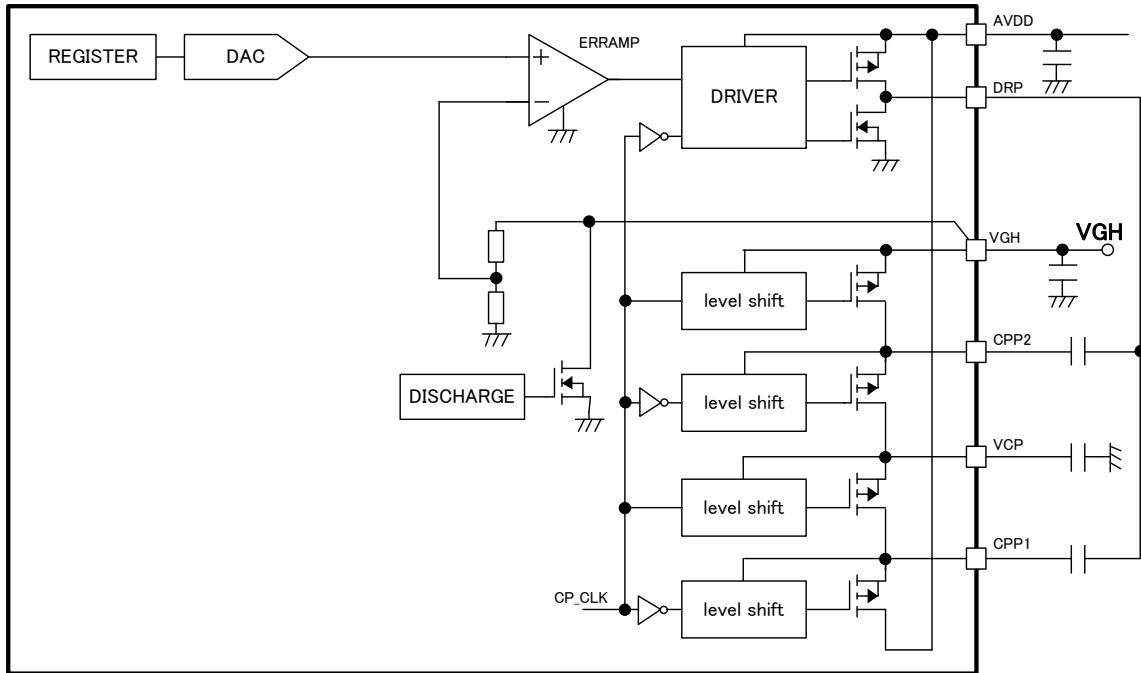 AVDD
ERRAMP
REGISTER
DAC
+
−
DRIVER
DRP
VGH
VGH
level shift
CPP2
DISCHARGE
level shift
VCP
level shift
CPP1
CP_CLK
level shift